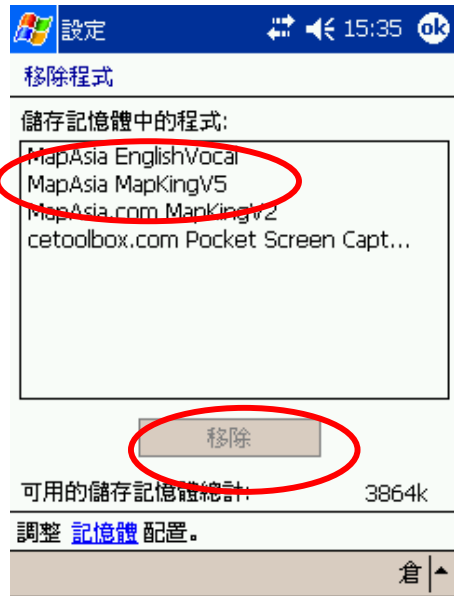 設定 15:35 ok
移除程式
儲存記憶體中的程式:
MapAsia EnglishVocal
MapAsia MapKingV5
MapAsia.com MapKingV2
cetoolbox.com Pocket Screen Capt...
移除
可用的儲存記憶體總計: 3864k
調整 記憶體 配置。
倉